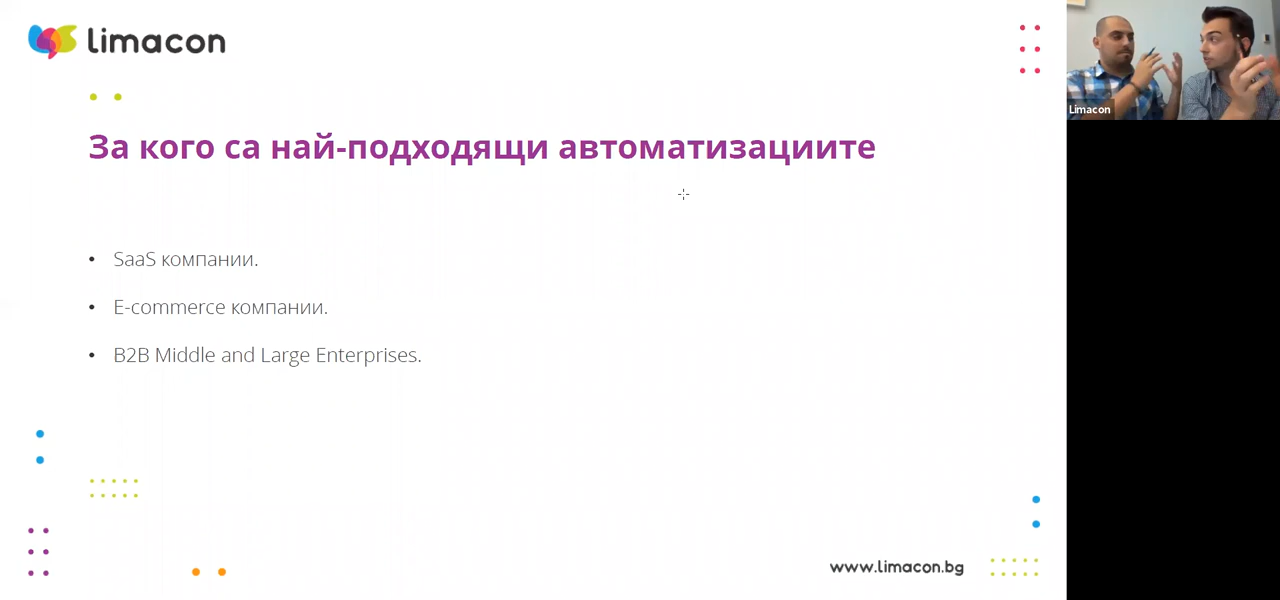 limacon
Limacon
За кого са най-подходящи автоматизациите
• SaaS компании.
• E-commerce компании.
• B2B Middle and Large Enterprises.
www.limacon.bg